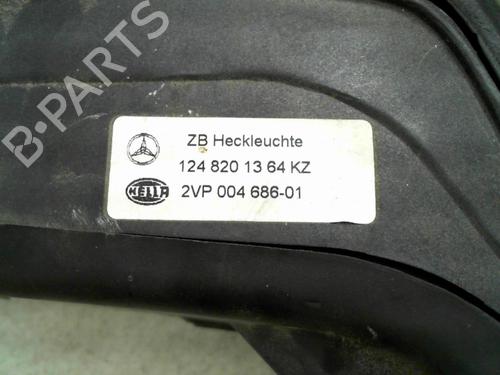 B-PARTS
ZB Heckleuchte
124 820 13 64 KZ
HELLA
2VP 004 686-01